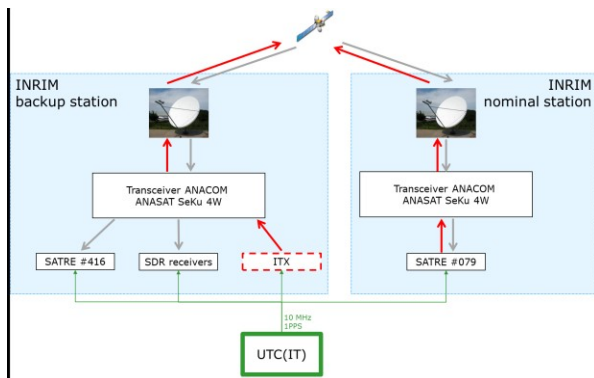 INRIM
backup station
INRIM
nominal station
Transceiver ANACOM
ANASAT SeKu 4W
Transceiver ANACOM
ANASAT SeKu 4W
SATRE #416
SDR receivers
ITX
SATRE #079
10 MHz
1PPS
UTC(IT)